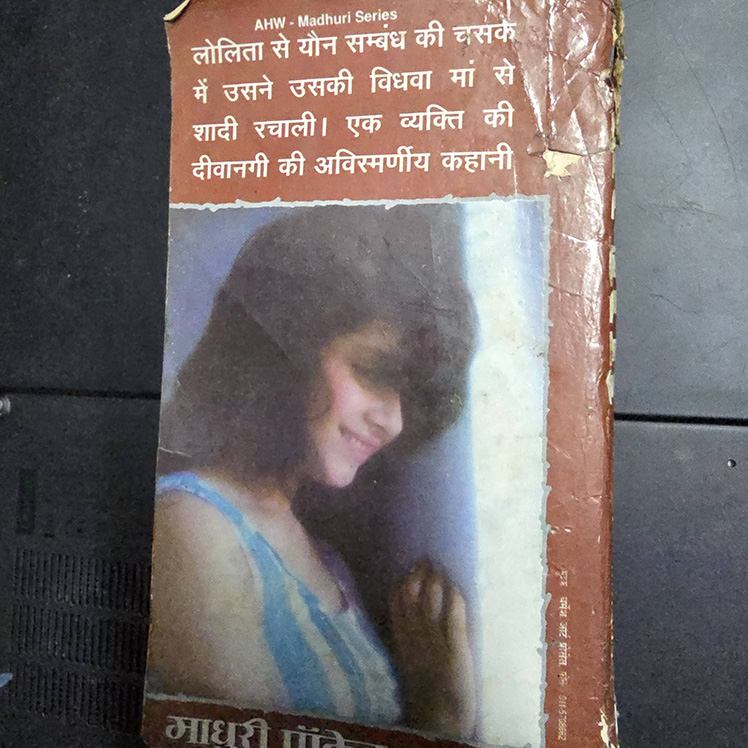 AHW - Madhuri Series
लोलिता से यौन सम्बंध की चसके
में उसने उसकी विधवा मां से
शादी रचाली। एक व्यक्ति की
दीवानगी की अविस्मर्णीय कहानी
माधुरी पॉकेट